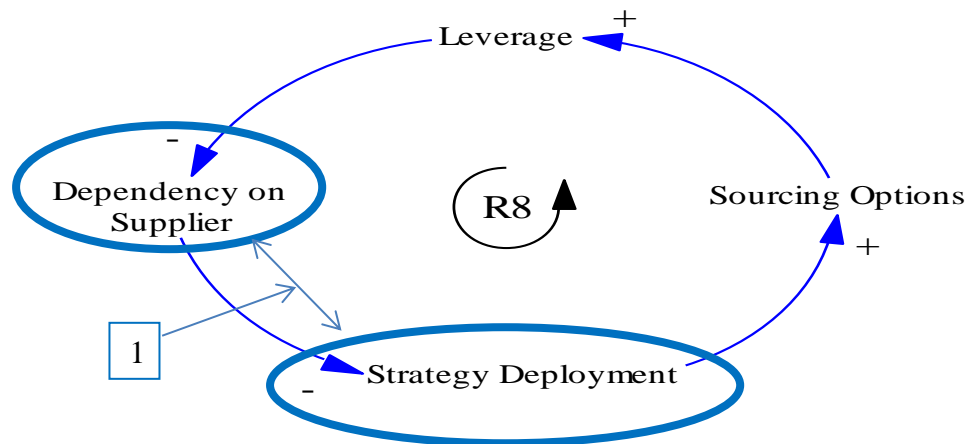 +
Leverage
-
Dependency on
Supplier
R8
Sourcing Options
+
1
Strategy Deployment
-